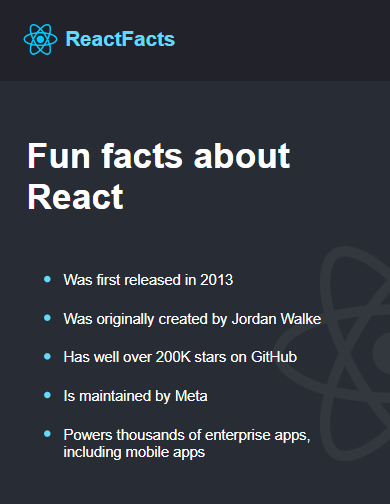 ReactFacts
Fun facts about
React
Was first released in 2013
Was originally created by Jordan Walke
Has well over 200K stars on GitHub
Is maintained by Meta
Powers thousands of enterprise apps,
including mobile apps